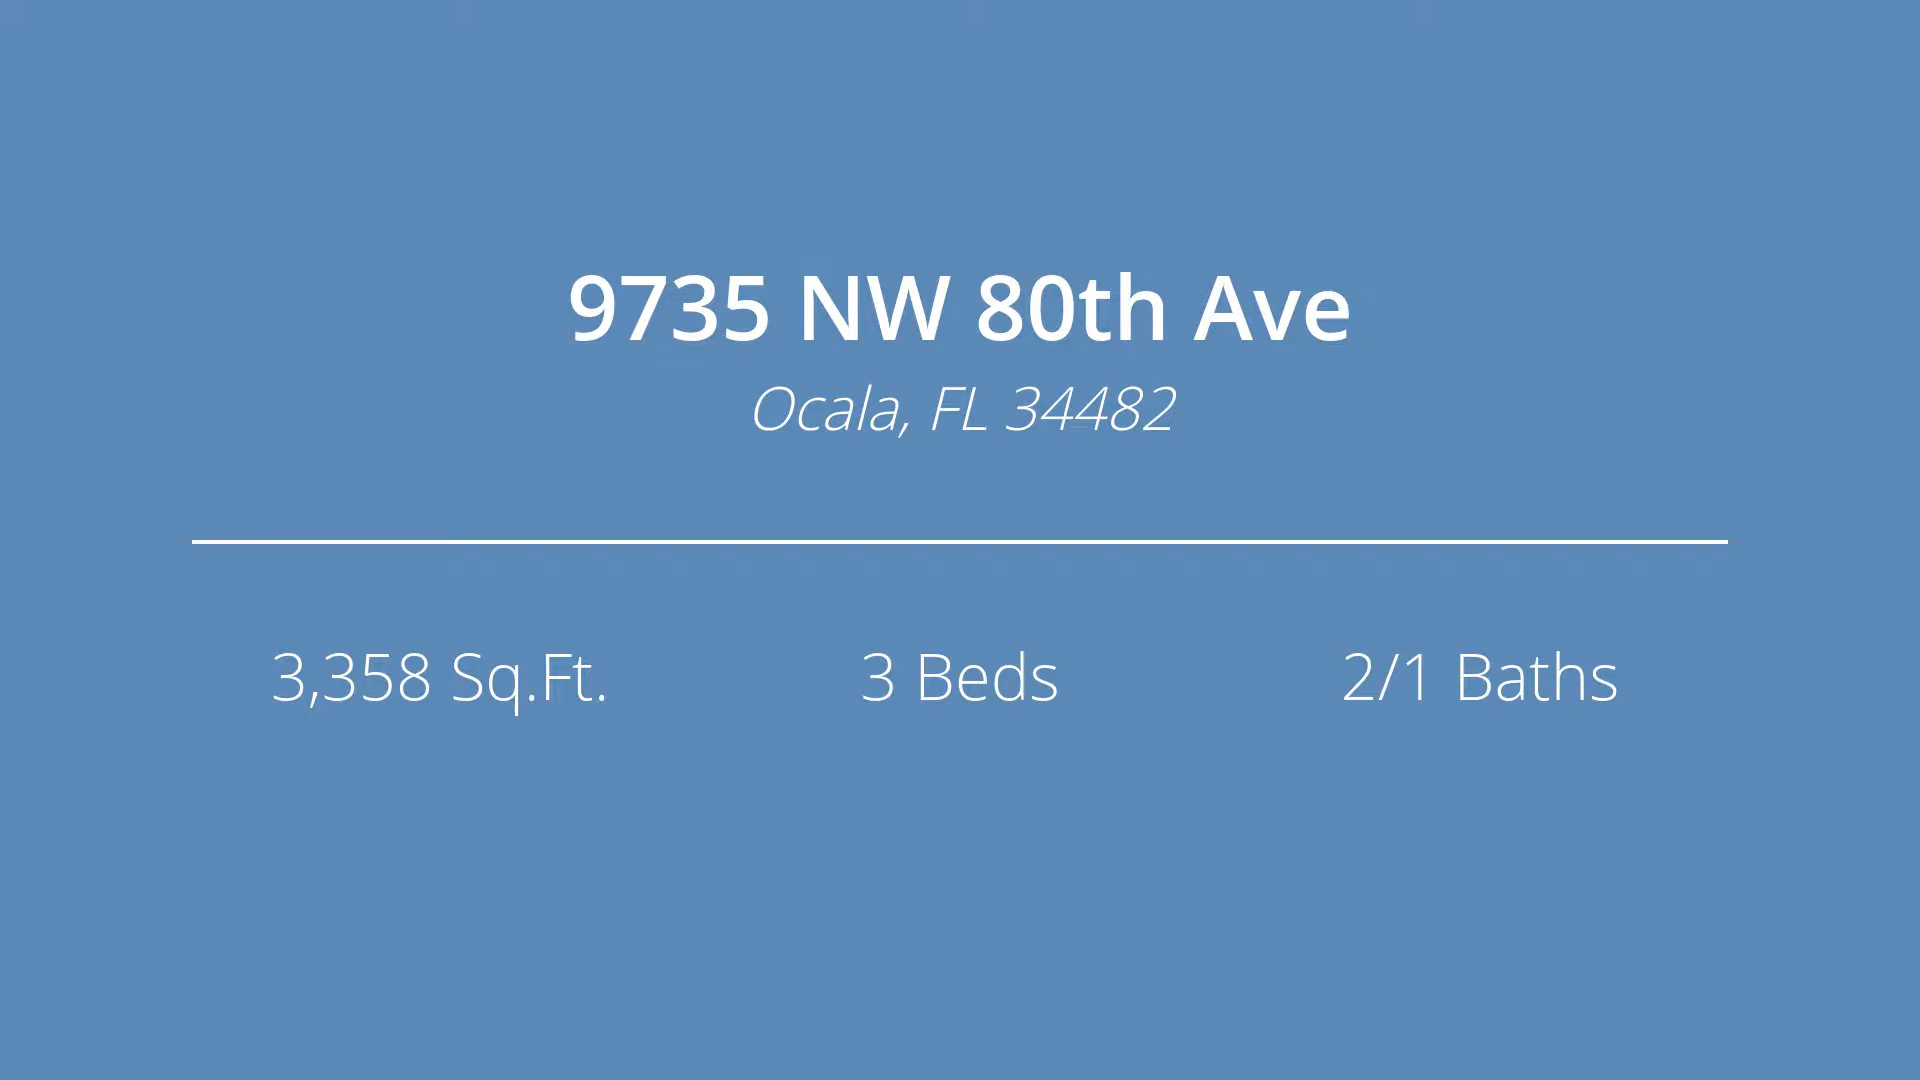 9735 NW 80th Ave
Ocala, FL 34482
3,358 Sq.Ft. 3 Beds 2/1 Baths